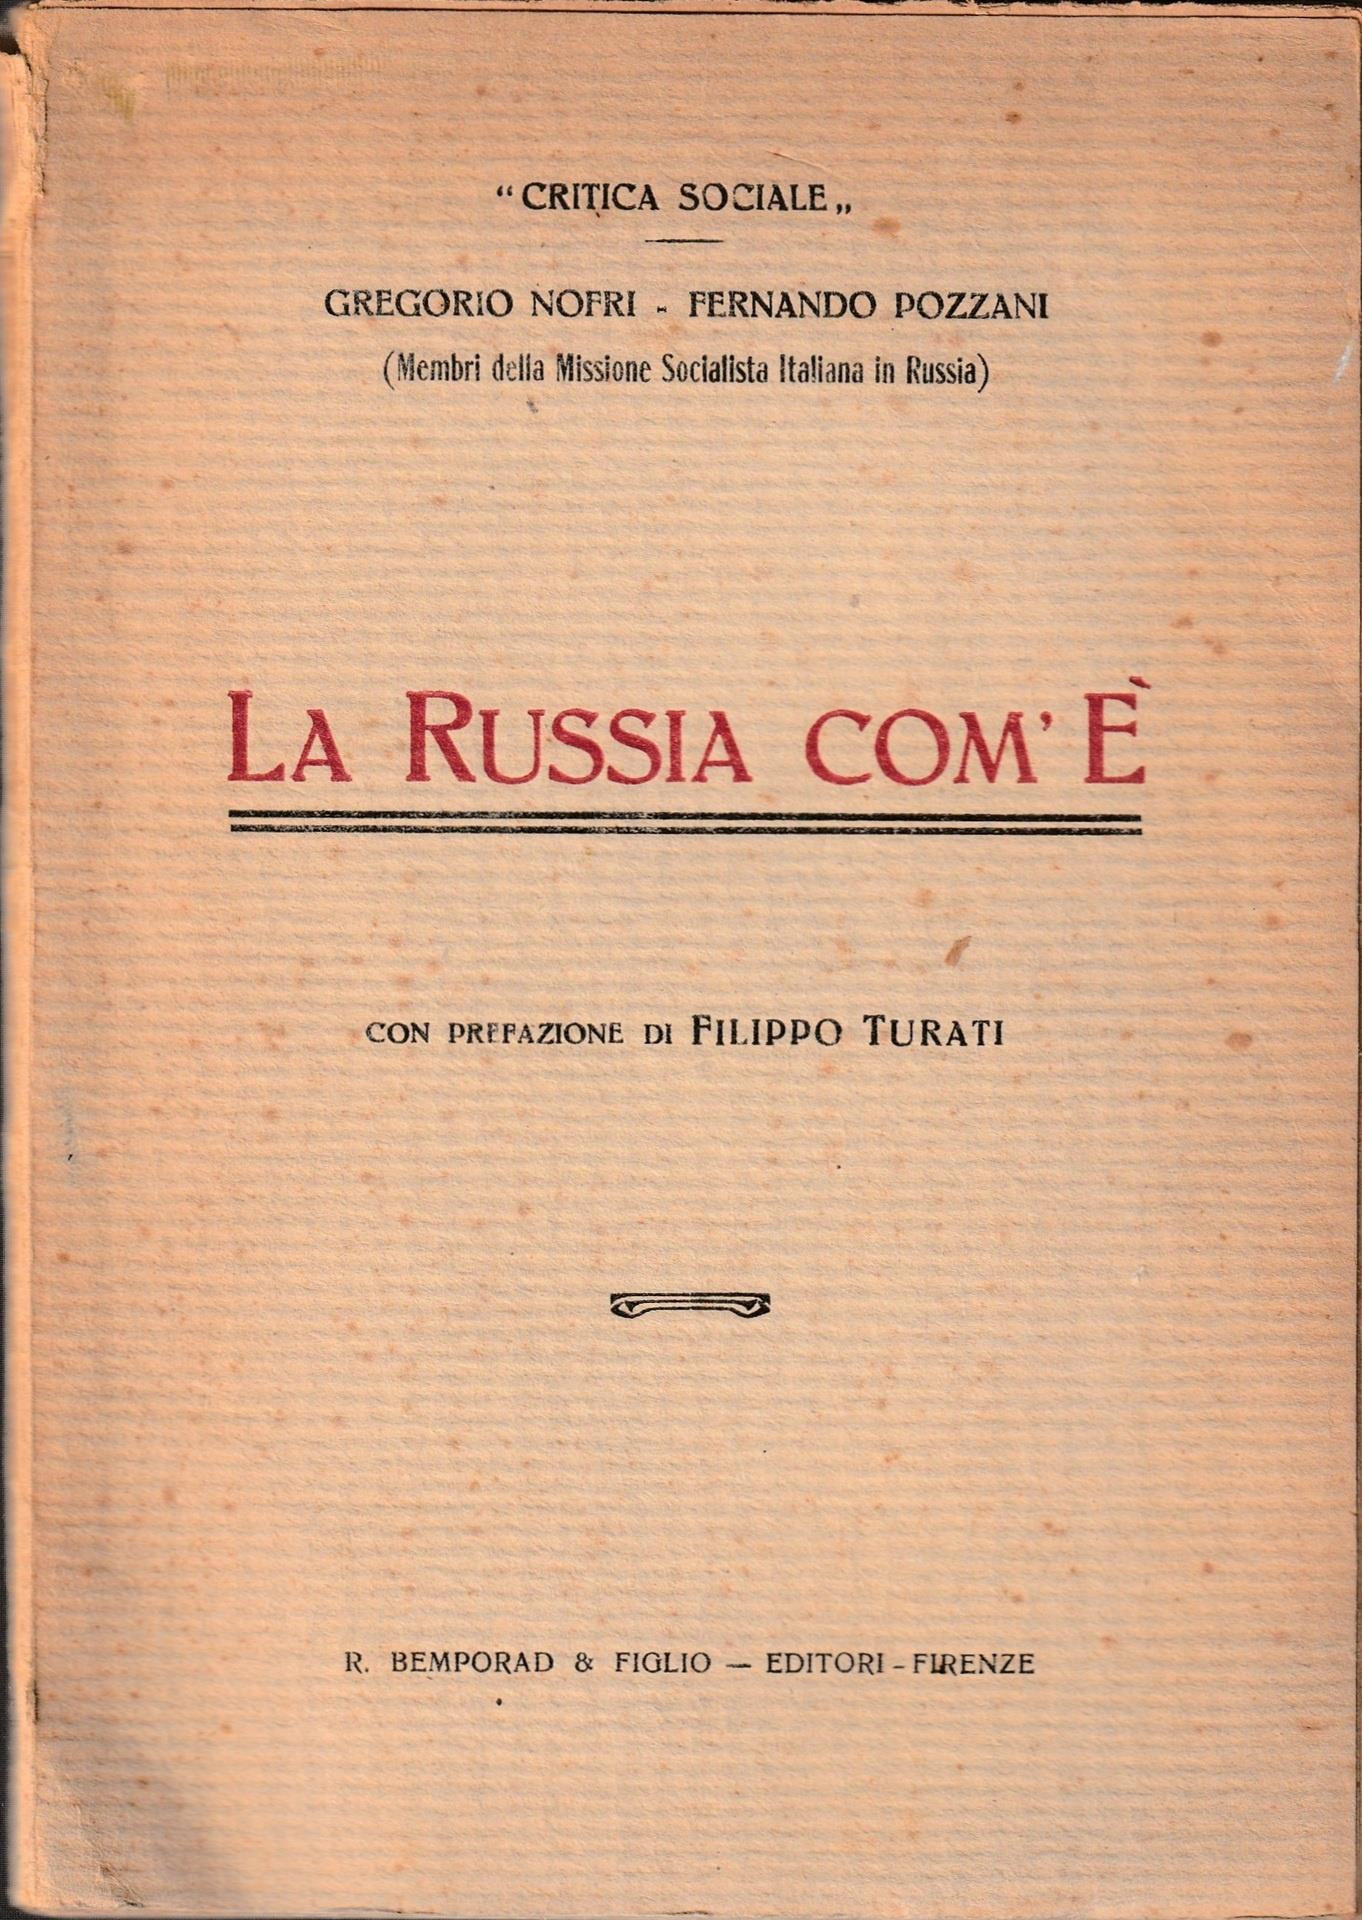 “CRITICA SOCIALE„
GREGORIO NOFRI - FERNANDO POZZANI
(Membri della Missione Socialista Italiana in Russia)
LA RUSSIA COM' È
CON PREFAZIONE DI FILIPPO TURATI
R. BEMPORAD & FIGLIO — EDITORI - FIRENZE